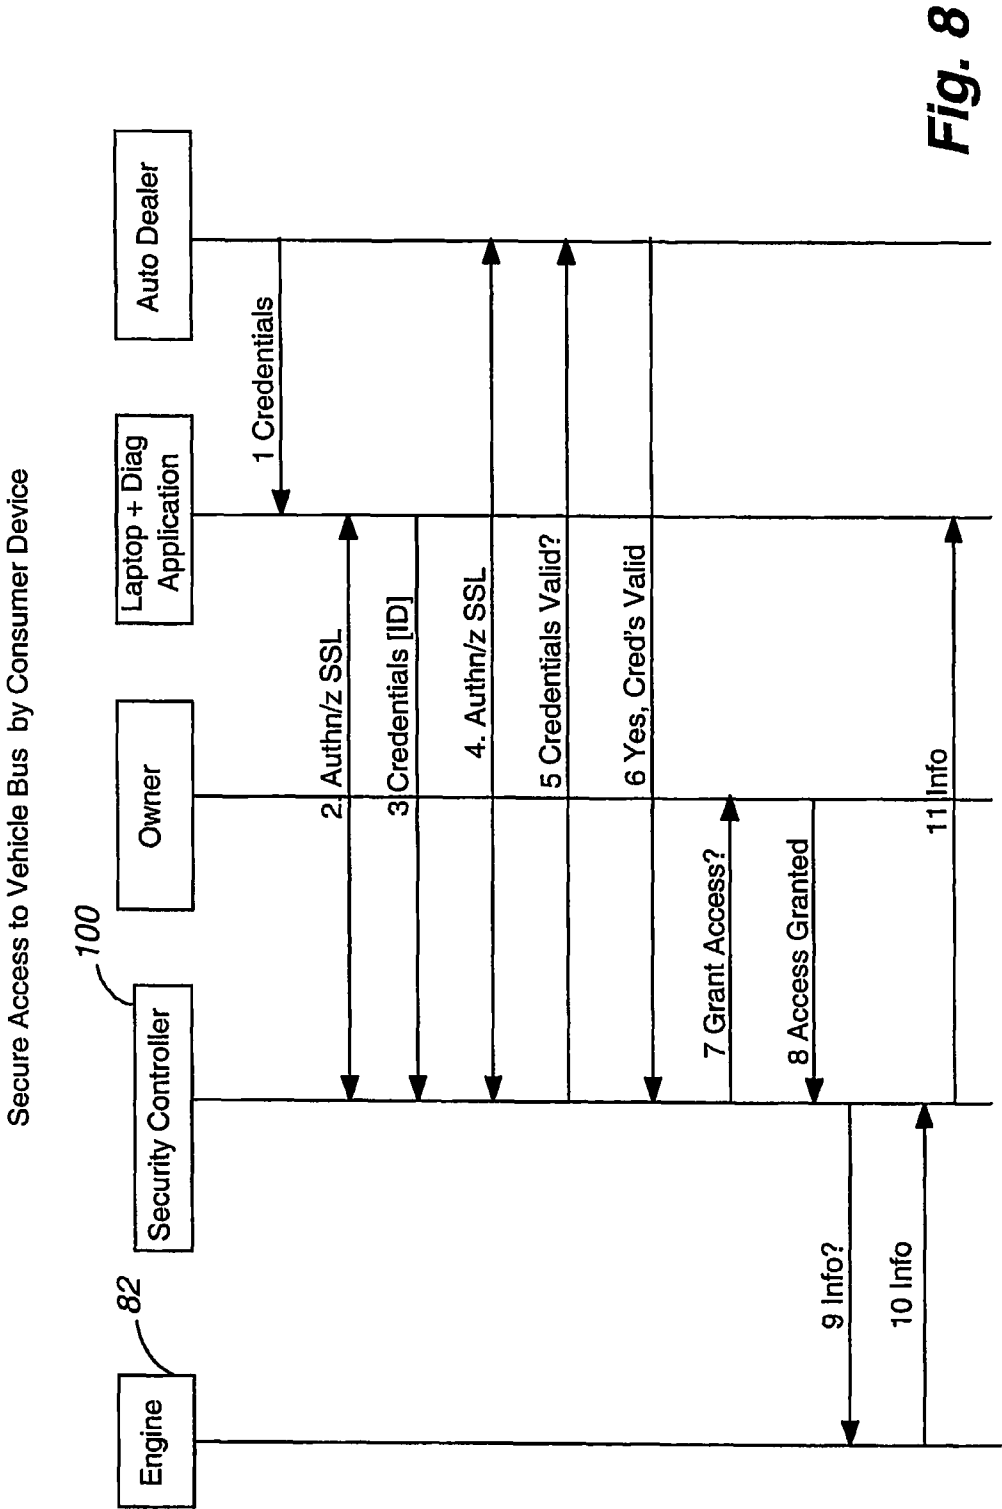 Secure Access to Vehicle Bus by Consumer Device
Engine
82
Security Controller
100
Owner
Laptop + Diag
Application
Auto Dealer
1 Credentials
2. Authn/z SSL
3 Credentials [ID]
4. Authn/z SSL
5 Credentials Valid?
6 Yes, Cred's Valid
7 Grant Access?
8 Access Granted
9 Info?
10 Info
11 Info
Fig. 8